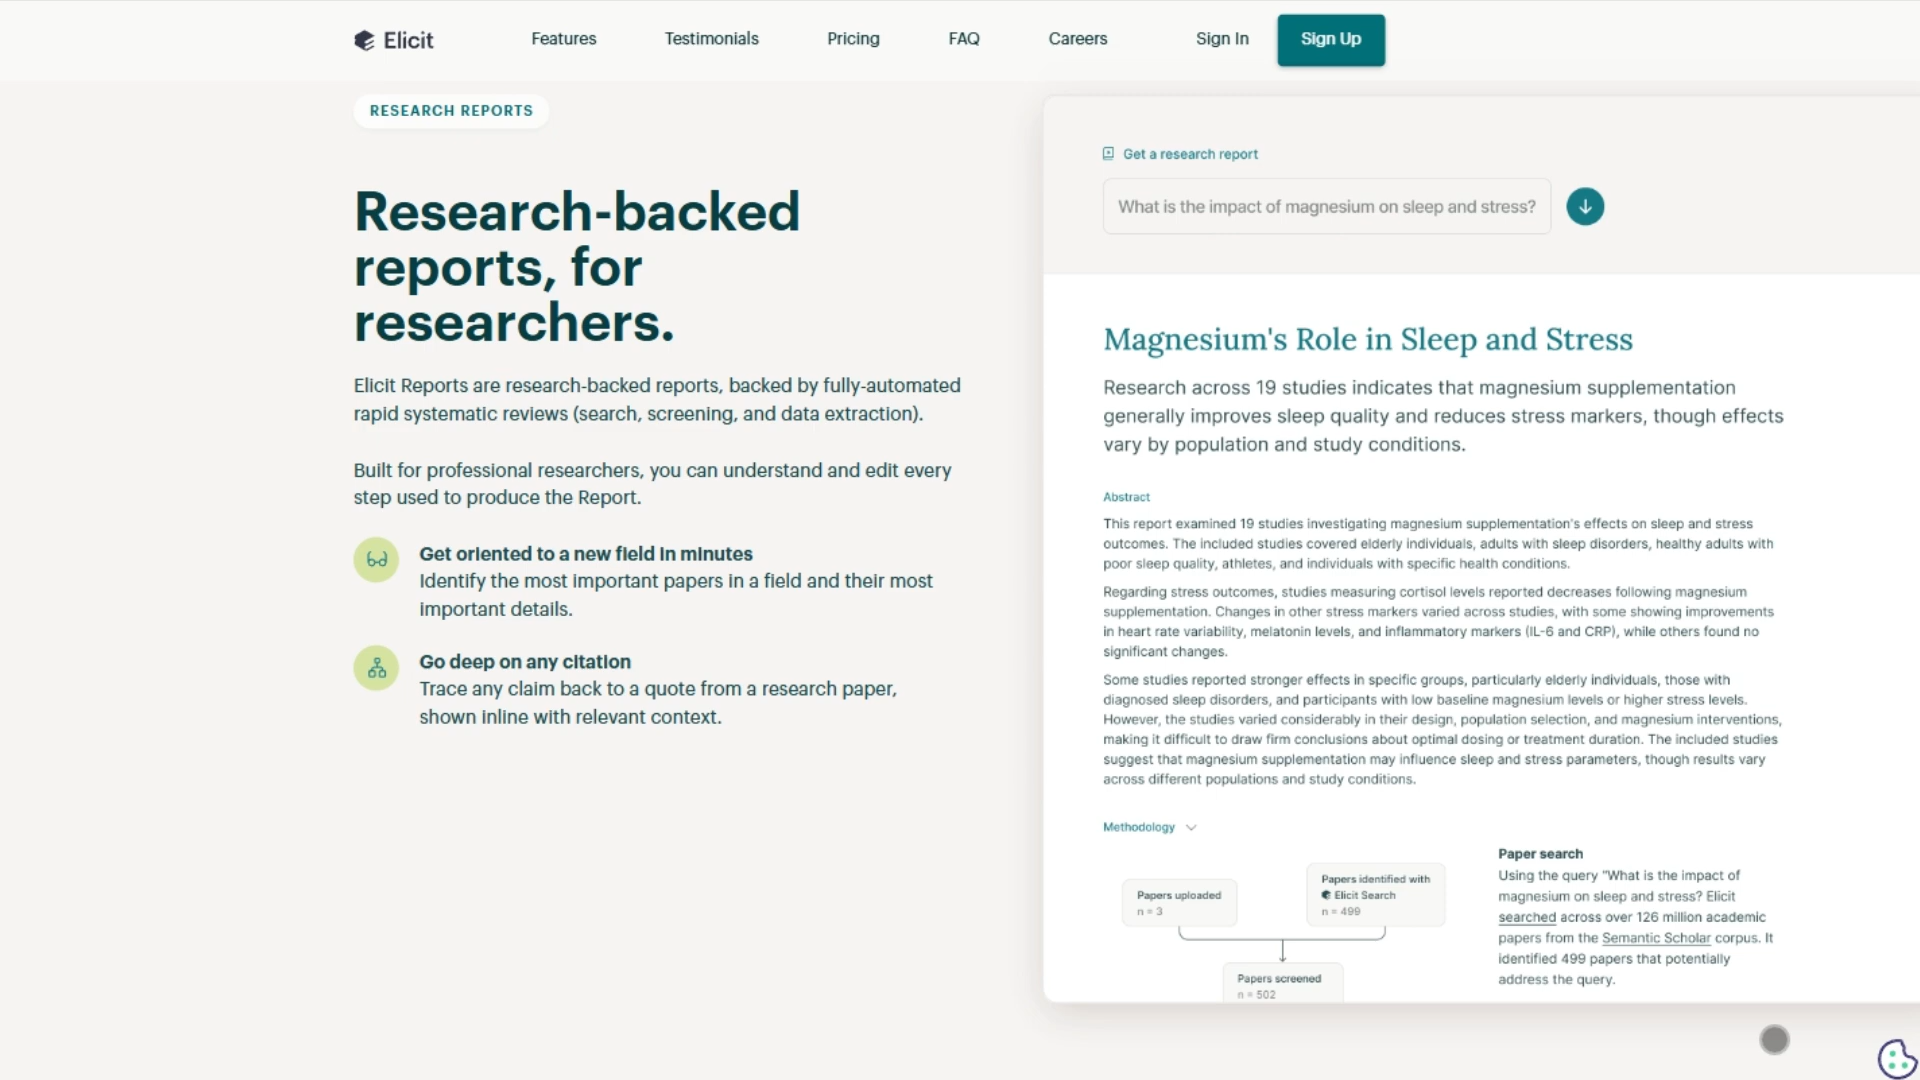 Elicit
Features
Testimonials
Pricing
FAQ
Careers
Sign In
Sign Up
RESEARCH REPORTS
Research-backed
reports, for
researchers.
Elicit Reports are research-backed reports, backed by fully-automated
rapid systematic reviews (search, screening, and data extraction).
Built for professional researchers, you can understand and edit every
step used to produce the Report.
Get oriented to a new field in minutes
Identify the most important papers in a field and their most
important details.
Go deep on any citation
Trace any claim back to a quote from a research paper,
shown inline with relevant context.
Get a research report
What is the impact of magnesium on sleep and stress?
Magnesium's Role in Sleep and Stress
Research across 19 studies indicates that magnesium supplementation
generally improves sleep quality and reduces stress markers, though effects
vary by population and study conditions.
Abstract
This report examined 19 studies investigating magnesium supplementation's effects on sleep and stress
outcomes. The included studies covered elderly individuals, adults with sleep disorders, healthy adults with
poor sleep quality, athletes, and individuals with specific health conditions.
Regarding stress outcomes, studies measuring cortisol levels reported decreases following magnesium
supplementation. Changes in other stress markers varied across studies, with some showing improvements
in heart rate variability, melatonin levels, and inflammatory markers (IL-6 and CRP), while others found no
significant changes.
Some studies reported stronger effects in specific groups, particularly elderly individuals, those with
diagnosed sleep disorders, and participants with low baseline magnesium levels or higher stress levels.
However, the studies varied considerably in their design, population selection, and magnesium interventions,
making it difficult to draw firm conclusions about optimal dosing or treatment duration. The included studies
suggest that magnesium supplementation may influence sleep and stress parameters, though results vary
across different populations and study conditions.
Methodology
Papers uploaded
n = 3
Papers identified with
Elicit Search
n = 499
Papers screened
n = 502
Paper search
Using the query "What is the impact of
magnesium on sleep and stress? Elicit
searched across over 126 million academic
papers from the Semantic Scholar corpus. It
identified 499 papers that potentially
address the query.